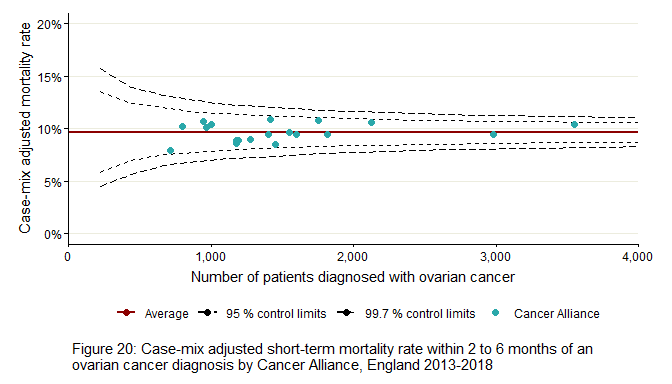 20%
15%
10%
5%
0%
Case-mix adjusted mortality rate
0 1,000 2,000 3,000 4,000
Number of patients diagnosed with ovarian cancer
Average 95 % control limits 99.7 % control limits Cancer Alliance
Figure 20: Case-mix adjusted short-term mortality rate within 2 to 6 months of an
ovarian cancer diagnosis by Cancer Alliance, England 2013-2018